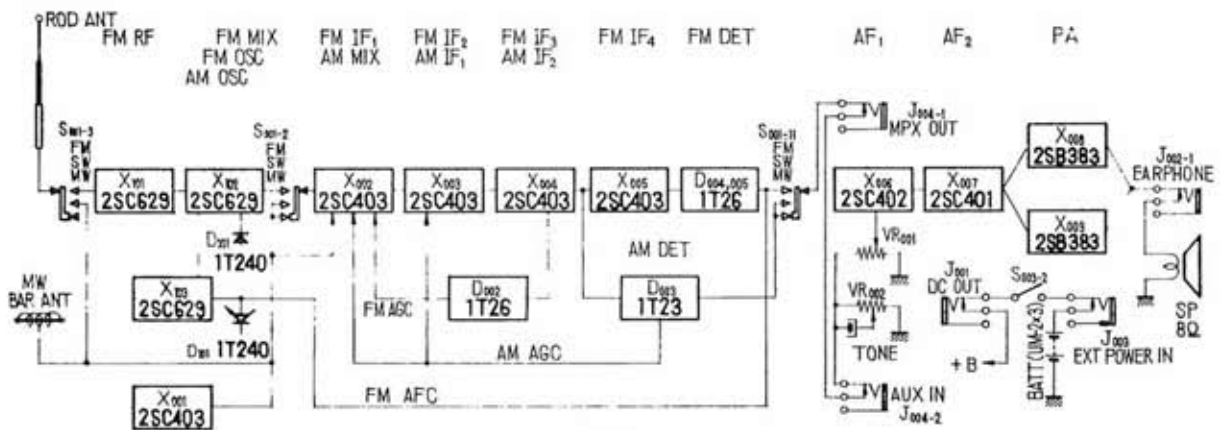 ROD ANT
FM RF
FM MIX
FM OSC
AM OSC
FM IF₁
AM MIX
FM IF₂
AM IF₁
FM IF₃
AM IF₂
FM IF₄
FM DET
AF₁
AF₂
PA
S₀₀₁₋₃
FM
SW
MW
X₁₀₁
2SC629
X₁₀₂
2SC629
S₀₀₁₋₂
FM
SW
MW
X₀₀₂
2SC403
X₀₀₃
2SC403
X₀₀₄
2SC403
X₀₀₅
2SC403
D₀₀₄,₀₀₅
1T26
S₀₀₁₋₁₁
FM
SW
MW
J₀₀₄₋₁
MPX OUT
X₀₀₆
2SC402
X₀₀₇
2SC401
X₀₀₈
2SB383
X₀₀₉
2SB383
J₀₀₂₋₁
EARPHONE
1T240
X₁₀₃
2SC629
1T240
MW
BAR ANT
X₀₀₁
2SC403
FM AGC
D₀₀₂
1T26
AM DET
D₀₀₃
1T23
AM AGC
FM AFC
VR₀₀₁
VR₀₀₂
TONE
AUX IN
J₀₀₄₋₂
J₀₀₁
DC OUT
S₀₀₃₋₂
+B
BATT(UM-2×3)
J₀₀₃
EXT POWER IN
SP
8Ω